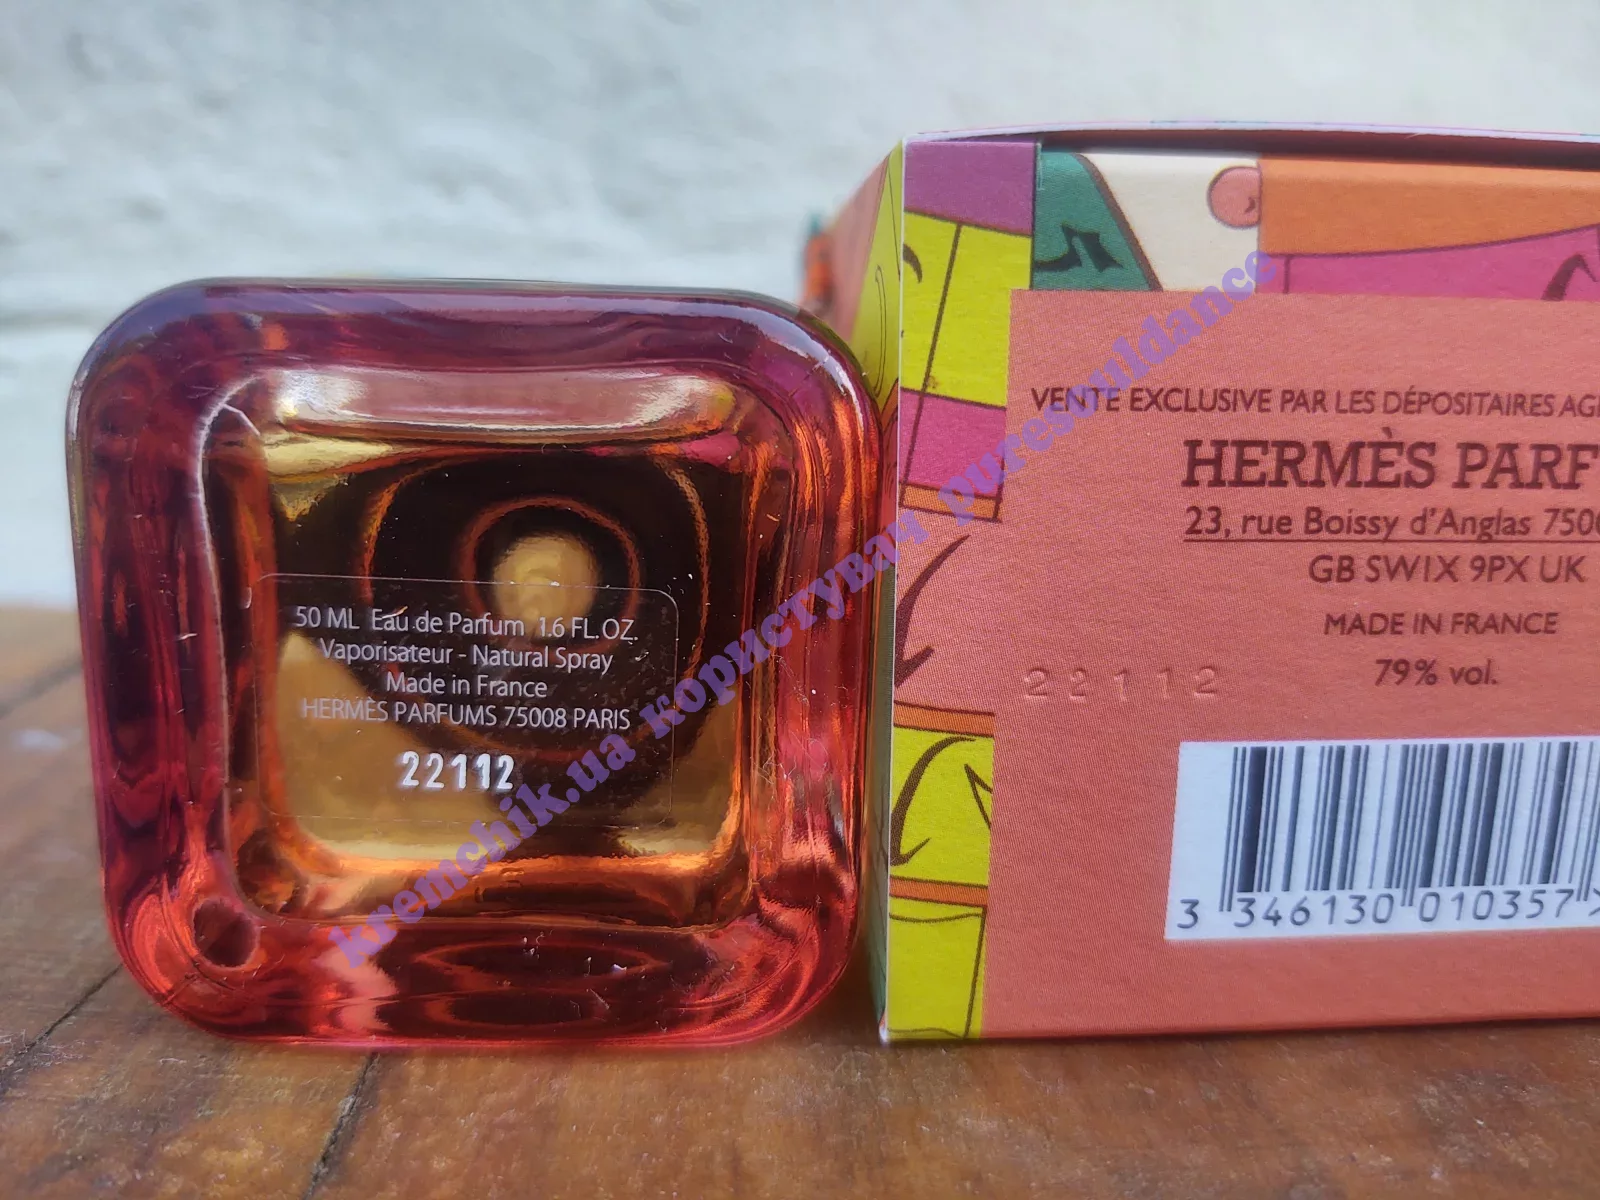 50 ML Eau de Parfum 1.6 FL.OZ.
Vaporisateur - Natural Spray
Made in France
HERMÈS PARFUMS 75008 PARIS
22112
VENTE EXCLUSIVE PAR LES DÉPOSITAIRES
HERMÈS PARF
23, rue Boissy d'Anglas 7500
GB SW1X 9PX UK
MADE IN FRANCE
79% vol.
22112
3 346130 010357 >
kremchik.ua користувач puresouldance